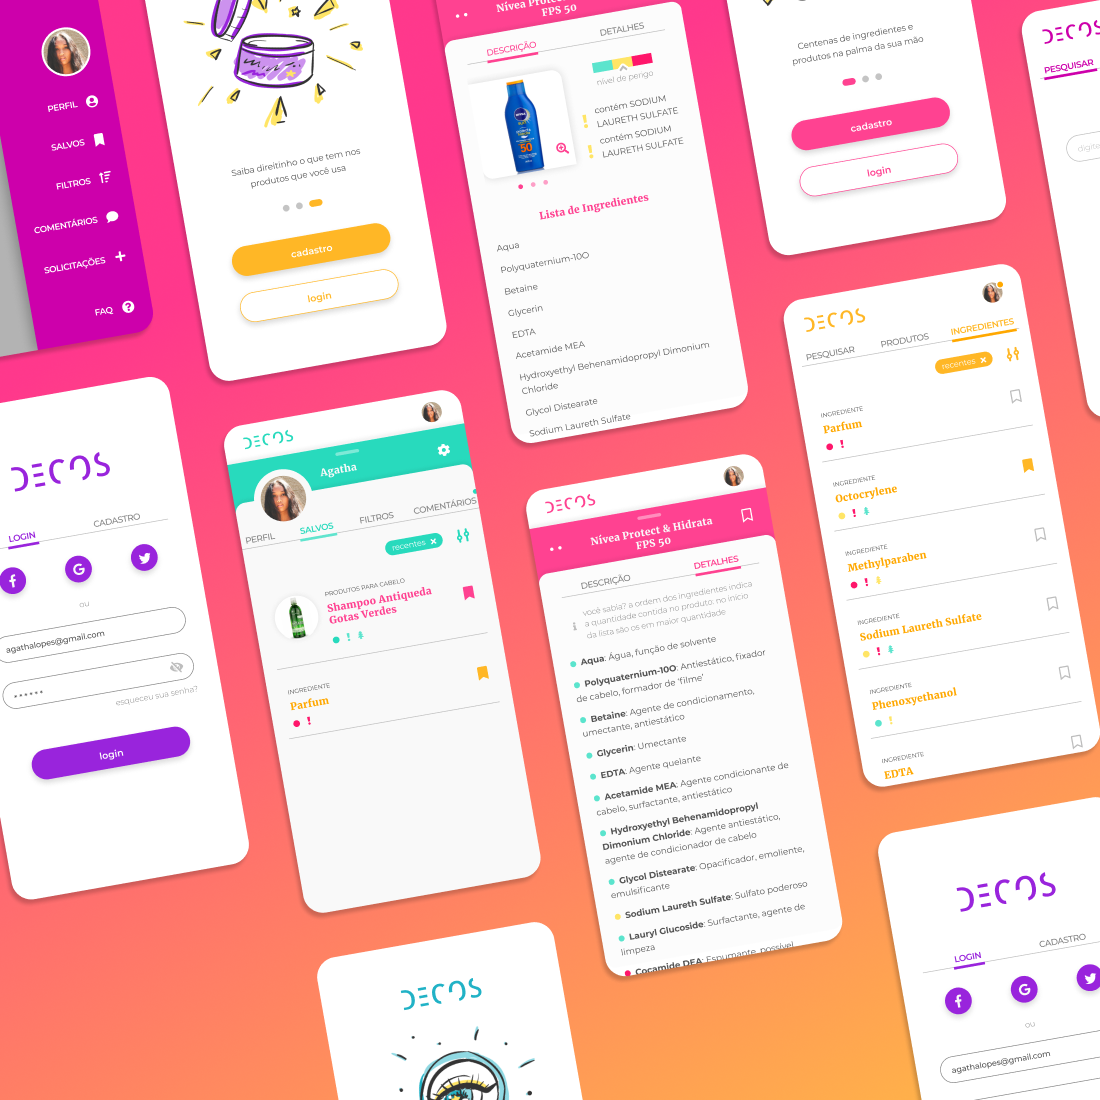 PERFIL
SALVOS
FILTROS
COMENTÁRIOS
SOLICITAÇÕES
FAQ
Saiba direitinho o que tem nos
produtos que você usa
cadastro
login
Nívea Protect &
FPS 50
DESCRIÇÃO
DETALHES
NIVEA
SUN
50
nível de perigo
contém SODIUM
LAURETH SULFATE
contém SODIUM
LAURETH SULFATE
Lista de Ingredientes
Aqua
Polyquaternium-10O
Betaine
Glycerin
EDTA
Acetamide MEA
Hydroxyethyl Behenamidopropyl Dimonium
Chloride
Glycol Distearate
Sodium Laureth Sulfate
Centenas de ingredientes e
produtos na palma da sua mão
cadastro
login
DECOS
PESQUISAR
digite
DECOS
LOGIN
CADASTRO
ou
agathalopes@gmail.com
esqueceu sua senha?
login
DECOS
Agatha
PERFIL
SALVOS
FILTROS
COMENTÁRIOS
recentes
PRODUTOS PARA CABELO
Shampoo Antiqueda
Gotas Verdes
INGREDIENTE
Parfum
DECOS
Nívea Protect & Hidrata
FPS 50
DESCRIÇÃO
DETALHES
você sabia? a ordem dos ingredientes indica
a quantidade contida no produto: no início
da lista são os em maior quantidade
Aqua: Água, função de solvente
Polyquaternium-10O: Antiestático, fixador
de cabelo, formador de 'filme'
Betaine: Agente de condicionamento,
umectante, antiestático
Glycerin: Umectante
EDTA: Agente quelante
Acetamide MEA: Agente condicionante de
cabelo, surfactante, antiestático
Hydroxyethyl Behenamidopropyl
Dimonium Chloride: Agente antiestático,
agente de condicionador de cabelo
Glycol Distearate: Opacificador, emoliente,
emulsificante
Sodium Laureth Sulfate: Sulfato poderoso
Lauryl Glucoside: Surfactante, agente de
limpeza
Cocamide DEA: Espumante, possível
DECOS
PESQUISAR
PRODUTOS
INGREDIENTES
recentes
INGREDIENTE
Parfum
INGREDIENTE
Octocrylene
INGREDIENTE
Methylparaben
INGREDIENTE
Sodium Laureth Sulfate
INGREDIENTE
Phenoxyethanol
INGREDIENTE
EDTA
DECOS
DECOS
LOGIN
CADASTRO
ou
agathalopes@gmail.com